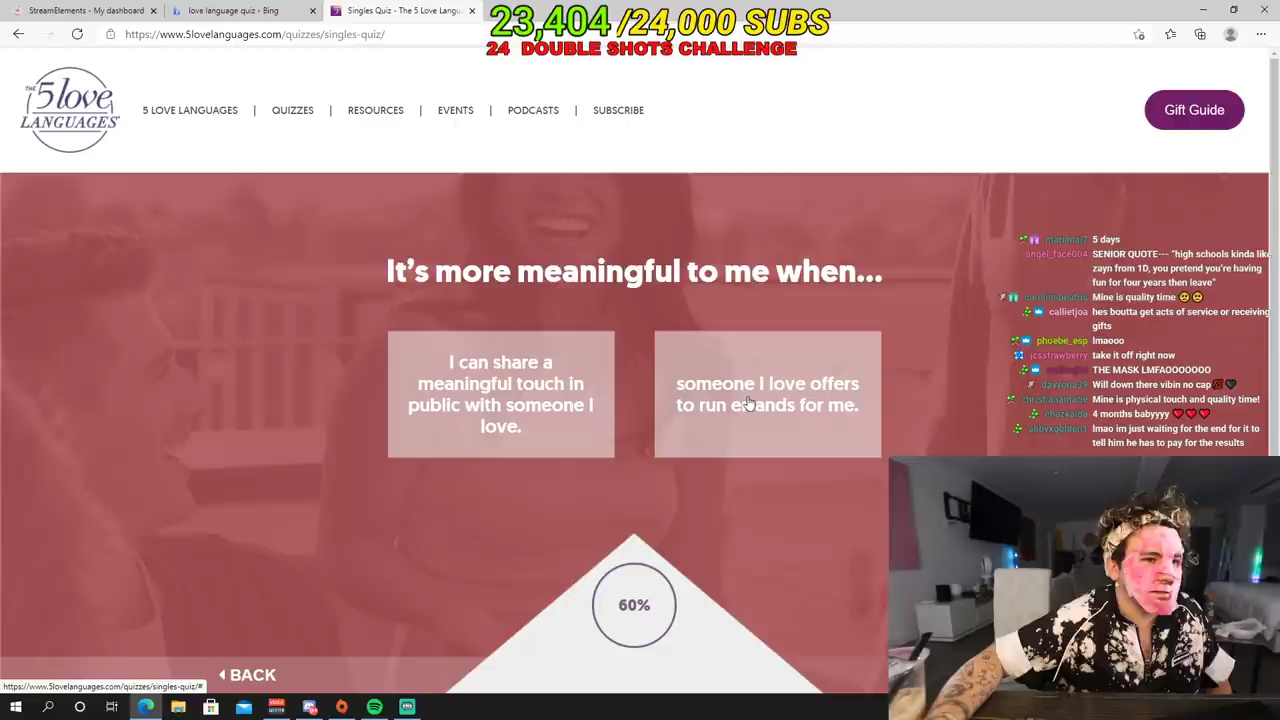 StreamElements - My dashboard
love language quiz - Bing
Singles Quiz - The 5 Love Langu
23,404 /24,000 SUBS
24 DOUBLE SHOTS CHALLENGE
https://www.5lovelanguages.com/quizzes/singles-quiz/
THE 5 love LANGUAGES
5 LOVE LANGUAGES | QUIZZES | RESOURCES | EVENTS | PODCASTS | SUBSCRIBE
Gift Guide
It's more meaningful to me when...
I can share a
meaningful touch in
public with someone I
love.
someone I love offers
to run errands for me.
5 days
angel_face004 SENIOR QUOTE--- "high schools kinda like
zayn from 1D, you pretend you're having
fun for four years then leave"
Mine is quality time
callietjoa hes boutta get acts of service or receiving
gifts
phoebe_esp lmaooo
jcsstrawberry take it off right now
THE MASK LMFAOOOOOOO
davyona39 Will down there vibin no cap
christianamarie Mine is physical touch and quality time!
chazkaida 4 months babyyyy
abbyxgolden1 lmao im just waiting for the end for it to
tell him he has to pay for the results
60%
BACK
https://www.5lovelanguages.com/quizzes/singles-quiz/#